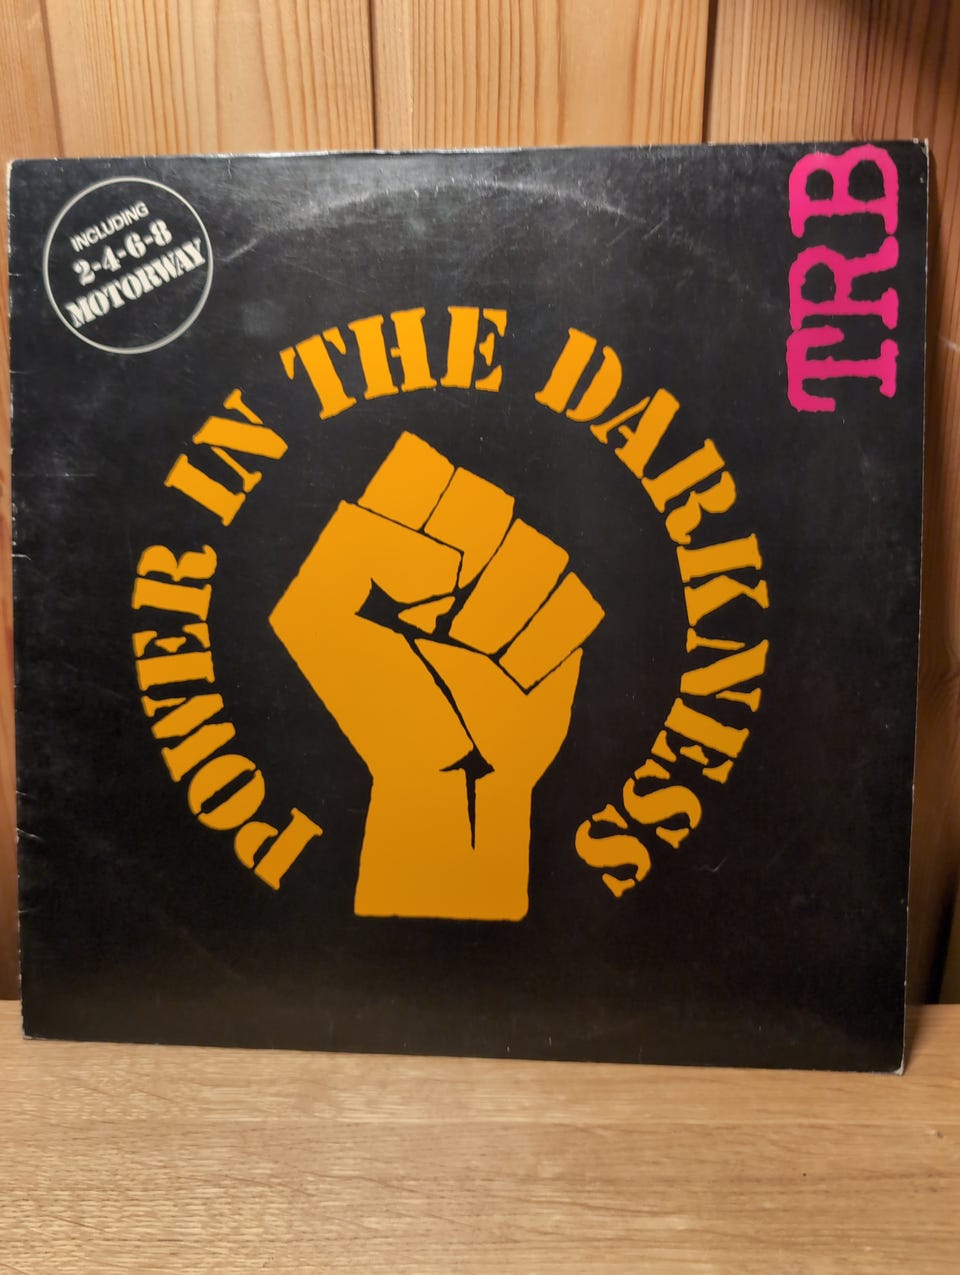 INCLUDING
2-4-6-8
MOTORWAY
TRB
POWER IN THE DARKNESS